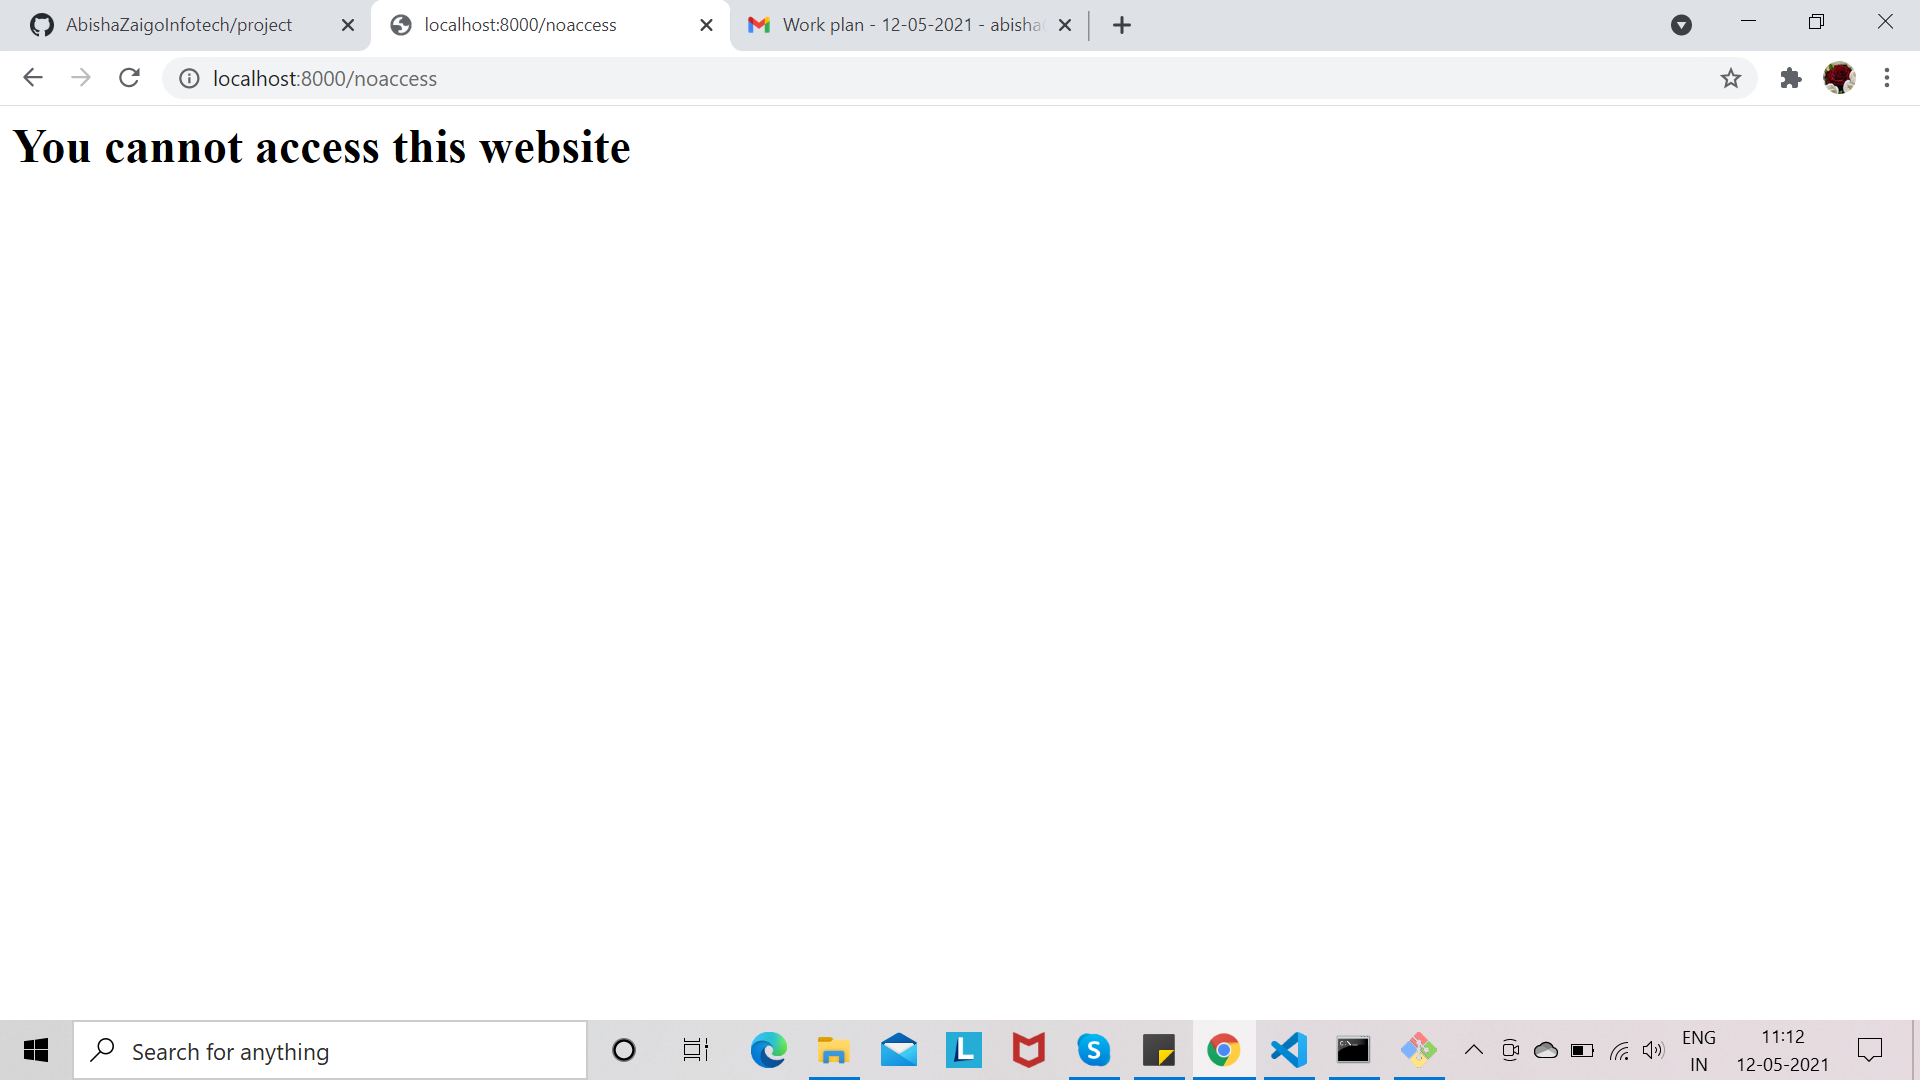 AbishaZaigoInfotech/project
localhost:8000/noaccess
Work plan - 12-05-2021 - abisha
localhost:8000/noaccess
You cannot access this website
Search for anything
L
S
C:\
ENG
IN
11:12
12-05-2021